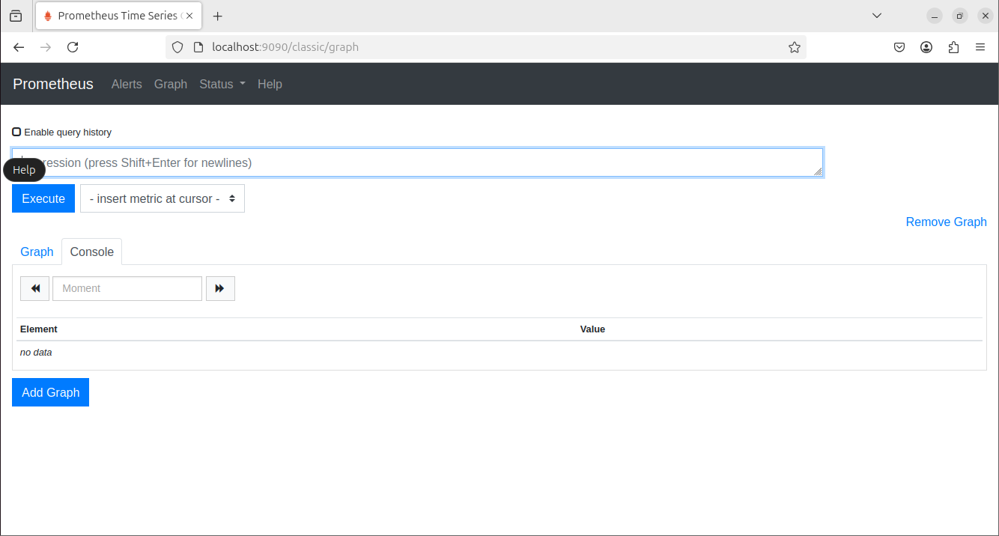 Prometheus Time Series
localhost:9090/classic/graph
Prometheus Alerts Graph Status Help
Enable query history
ression (press Shift+Enter for newlines)
Help
Execute - insert metric at cursor -
Remove Graph
Graph Console
Moment
Element Value
no data
Add Graph